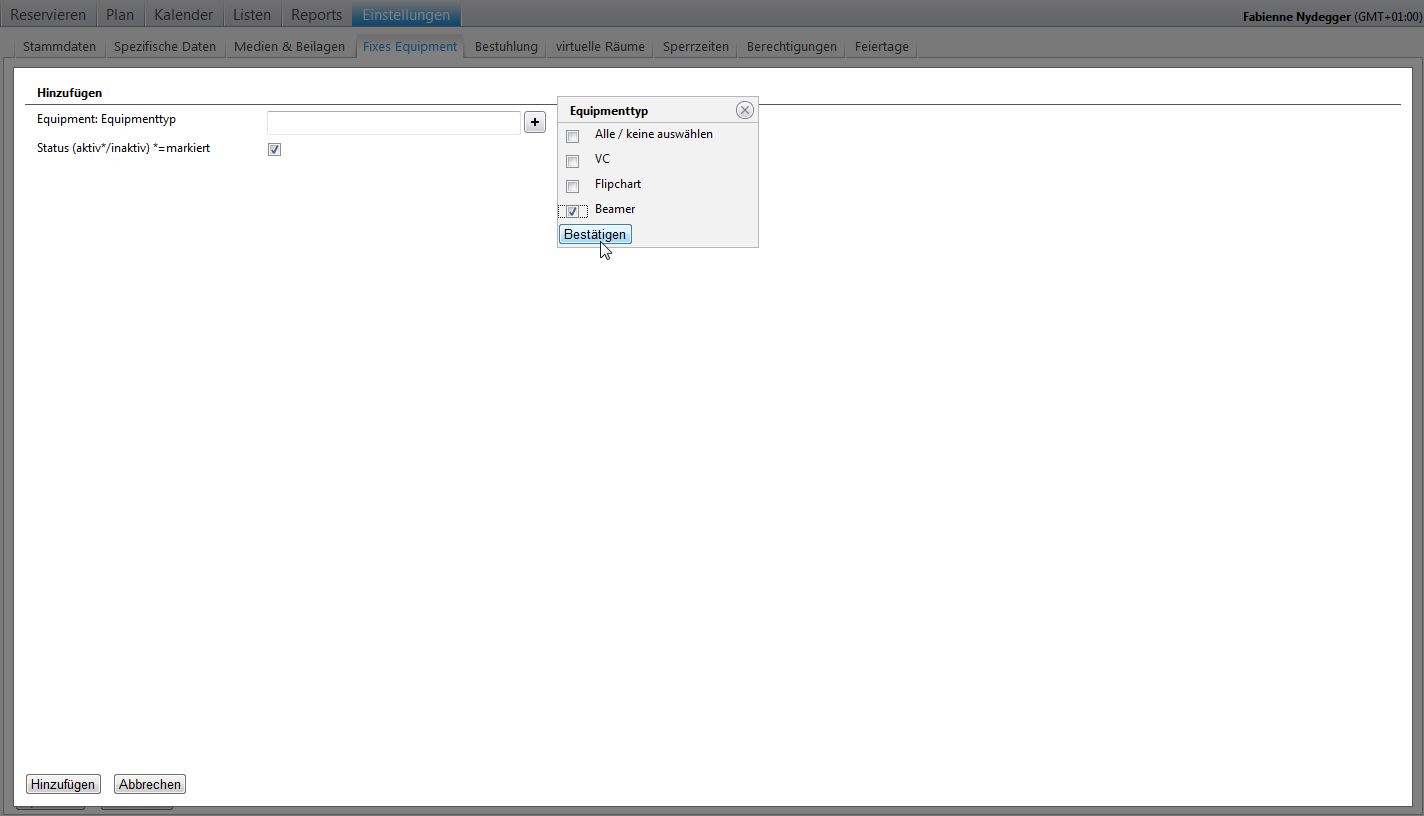 Reservieren Plan Kalender Listen Reports Einstellungen Fabienne Nydegger (GMT+01:00)
Stammdaten Spezifische Daten Medien & Beilagen Fixes Equipment Bestuhlung virtuelle Räume Sperrzeiten Berechtigungen Feiertage
Hinzufügen
Equipment: Equipmenttyp +
Status (aktiv*/inaktiv) *=markiert
Equipmenttyp
Alle / keine auswählen
VC
Flipchart
Beamer
Bestätigen
Hinzufügen Abbrechen